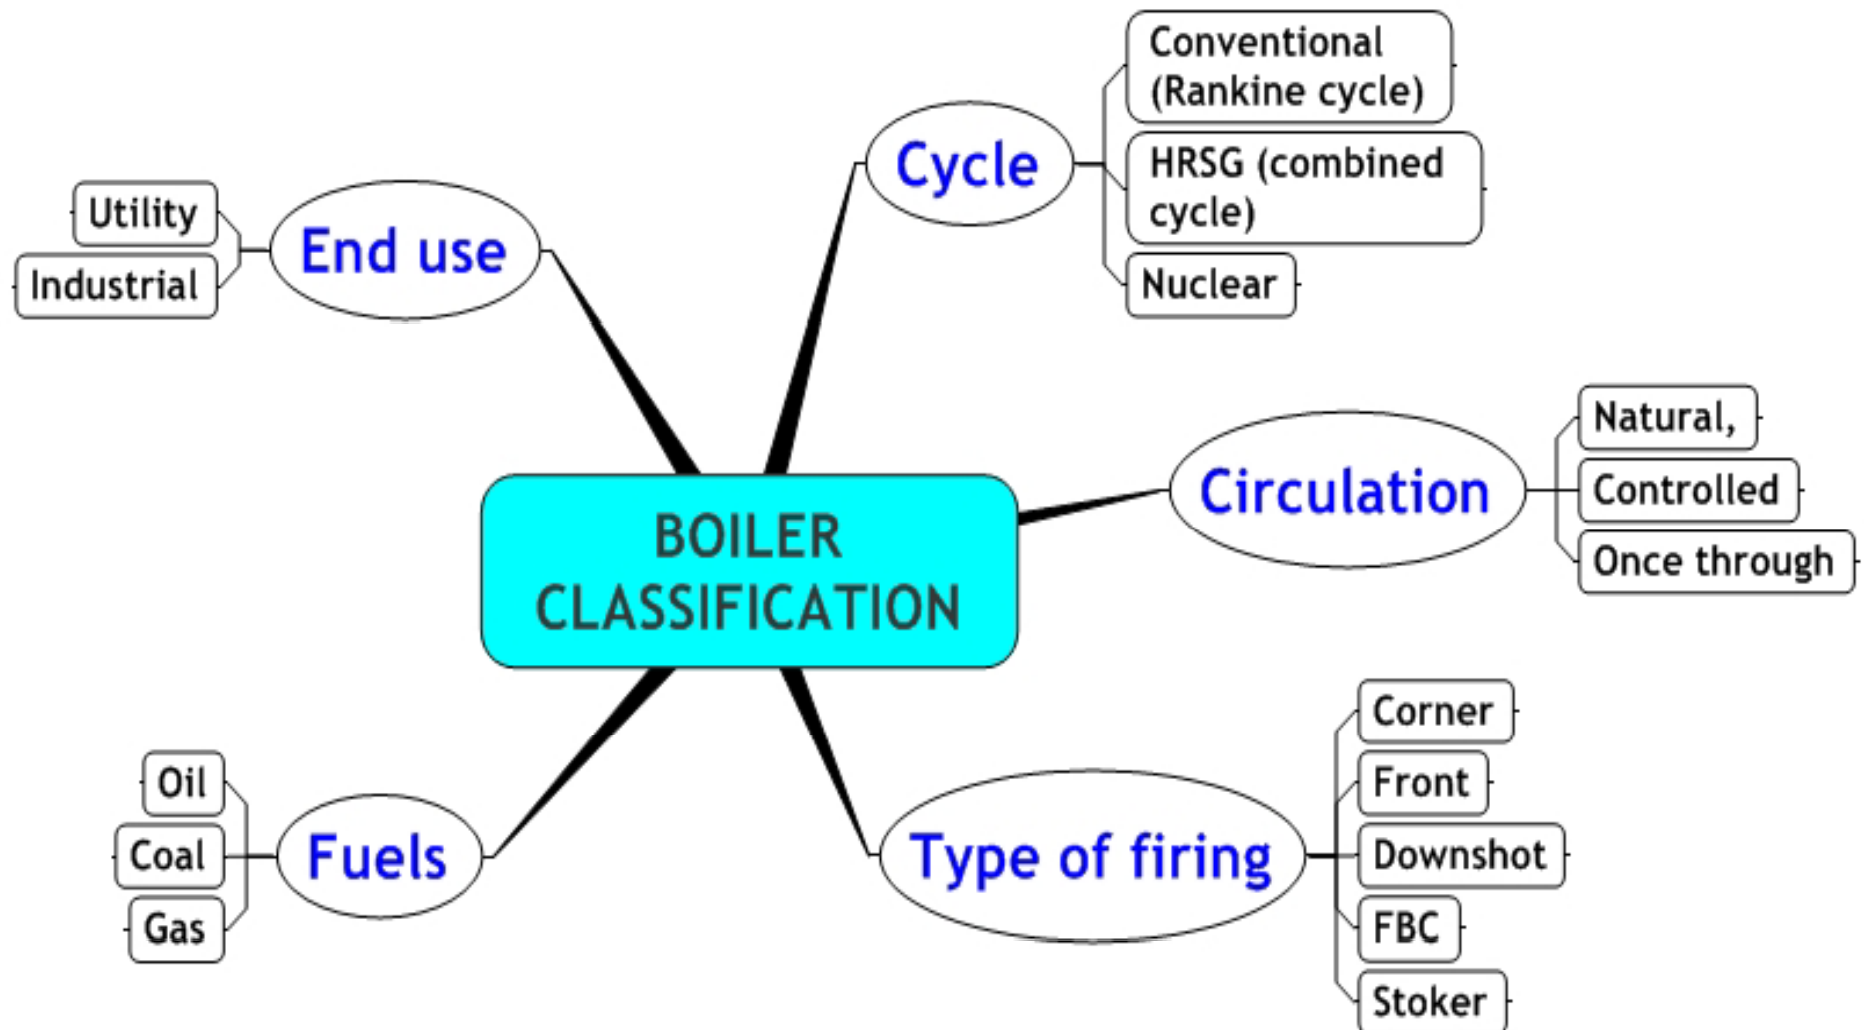 BOILER
CLASSIFICATION
Cycle
Conventional
(Rankine cycle)
HRSG (combined
cycle)
Nuclear
Circulation
Natural,
Controlled
Once through
Type of firing
Corner
Front
Downshot
FBC
Stoker
Fuels
Oil
Coal
Gas
End use
Utility
Industrial